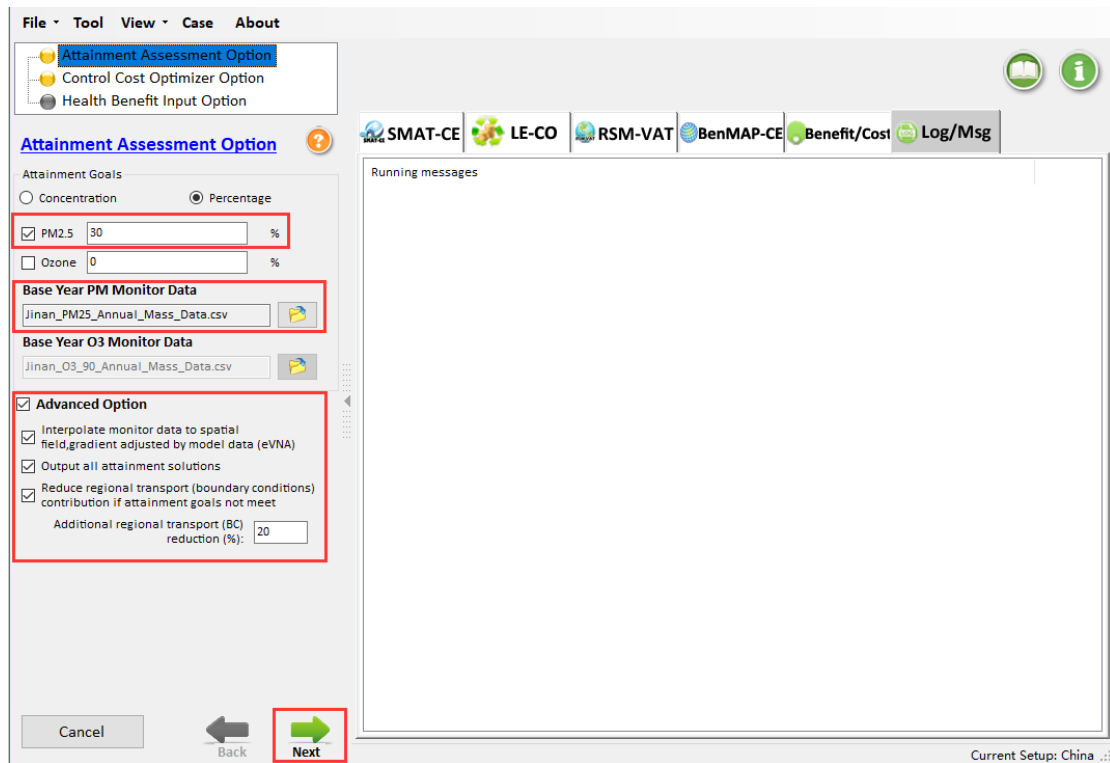 File Tool View Case About
Attainment Assessment Option
Control Cost Optimizer Option
Health Benefit Input Option
Attainment Assessment Option
?
i
SMAT-CE LE-CO RSM-VAT BenMAP-CE Benefit/Cost Log/Msg
Attainment Goals
Concentration Percentage
PM2.5 30 %
Ozone 0 %
Base Year PM Monitor Data
Jinan_PM25_Annual_Mass_Data.csv
Base Year O3 Monitor Data
Jinan_O3_90_Annual_Mass_Data.csv
Advanced Option
Interpolate monitor data to spatial
field,gradient adjusted by model data (eVNA)
Output all attainment solutions
Reduce regional transport (boundary conditions)
contribution if attainment goals not meet
Additional regional transport (BC)
reduction (%): 20
Running messages
Cancel Back Next
Current Setup: China